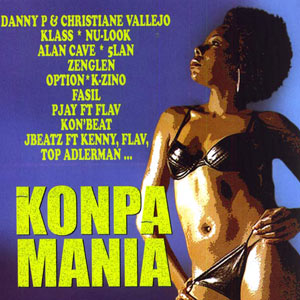 DANNY P & CHRISTIANE VALLEJO
KLASS * NU-LOOK
ALAN CAVE * 5LAN
ZENGLEN
OPTION * K-ZINO
FASIL
PJAY FT FLAV
KON'BEAT
JBEATZ FT KENNY, FLAV,
TOP ADLERMAN ...
KONPA
MANIA